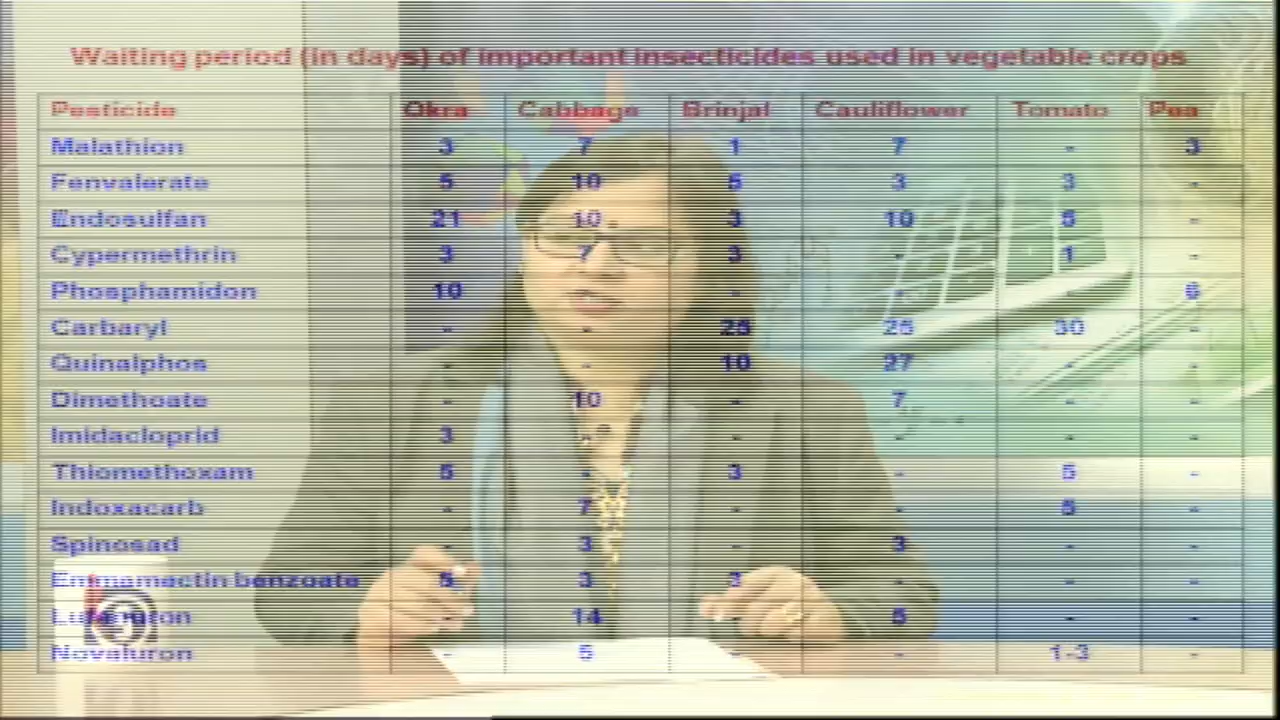 Waiting period (in days) of important insecticides used in vegetable crops
Pesticide Okra Cabbage Brinjal Cauliflower Tomato Pea
Malathion 3 7 1 7 - 3
Fenvalerate 5 10 5 3 3 -
Endosulfan 21 10 3 10 5 -
Cypermethrin 3 7 3 - 1 -
Phosphamidon 10 - - - 6
Carbaryl - - 25 25 30 -
Quinalphos - - 10 27 - -
Dimethoate - 10 - 7 - -
Imidacloprid 3 - - - - -
Thiomethoxam 5 - 3 - 5 -
Indoxacarb - 7 - - 5 -
Spinosad - 3 - 3 - -
Emmamectin benzoate 5 3 3 - - -
- 14 - 5 - -
Novaluron - 5 - - 1-3 -